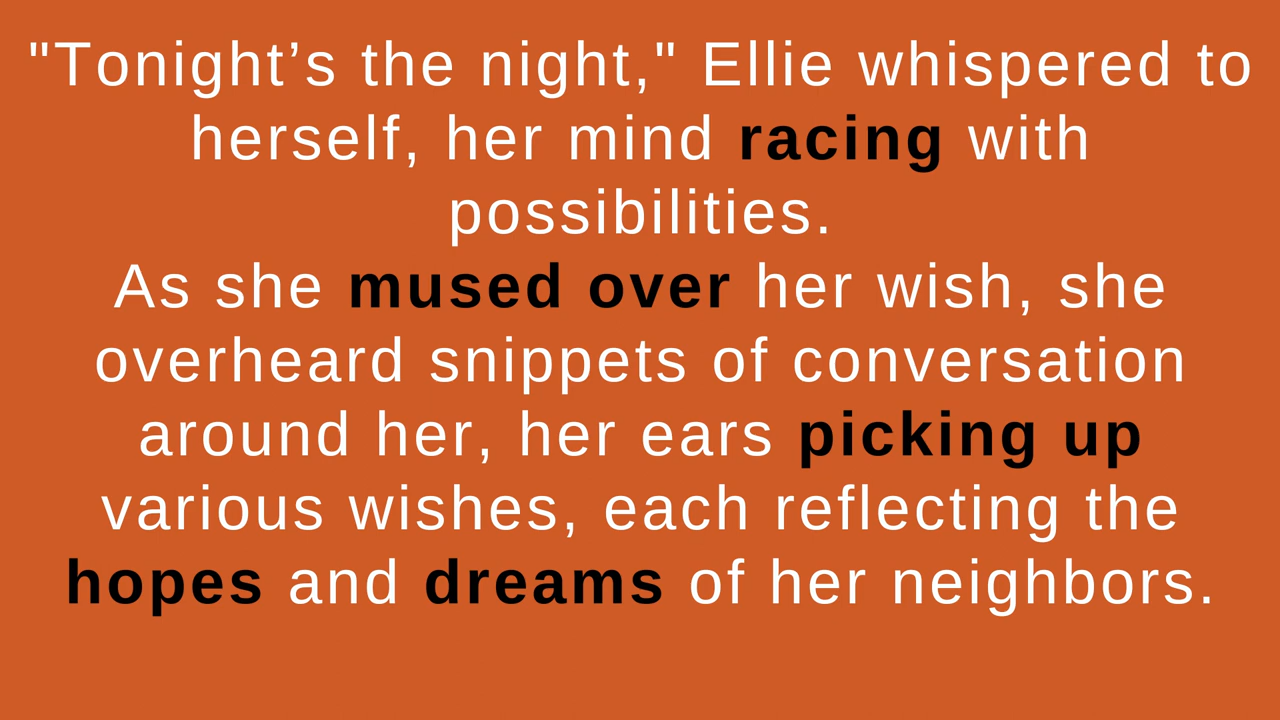 "Tonight’s the night," Ellie whispered to
herself, her mind racing with
possibilities.
As she mused over her wish, she
overheard snippets of conversation
around her, her ears picking up
various wishes, each reflecting the
hopes and dreams of her neighbors.